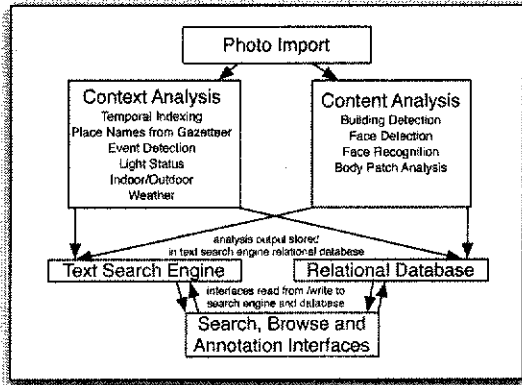 Photo Import
Context Analysis
Temporal Indexing
Place Names from Gazetteer
Event Detection
Light Status
Indoor/Outdoor
Weather
Content Analysis
Building Detection
Face Detection
Face Recognition
Body Patch Analysis
analysis output stored
in text search engine relational database
Text Search Engine
Relational Database
interfaces read from /write to
search engine and database
Search, Browse and
Annotation Interfaces